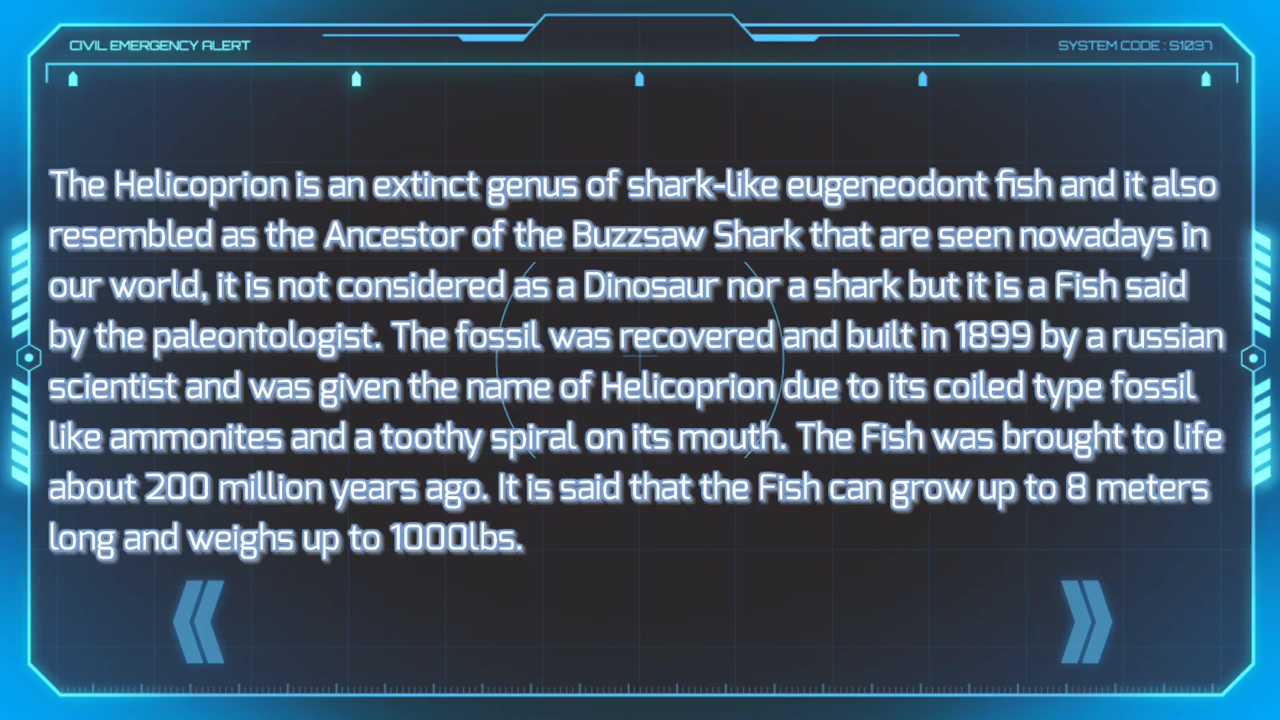 CIVIL EMERGENCY ALERT
SYSTEM CODE : S1037
The Helicoprion is an extinct genus of shark-like eugeneodont fish and it also
resembled as the Ancestor of the Buzzsaw Shark that are seen nowadays in
our world, it is not considered as a Dinosaur nor a shark but it is a Fish said
by the paleontologist. The fossil was recovered and built in 1899 by a russian
scientist and was given the name of Helicoprion due to its coiled type fossil
like ammonites and a toothy spiral on its mouth. The Fish was brought to life
about 200 million years ago. It is said that the Fish can grow up to 8 meters
long and weighs up to 1000lbs.